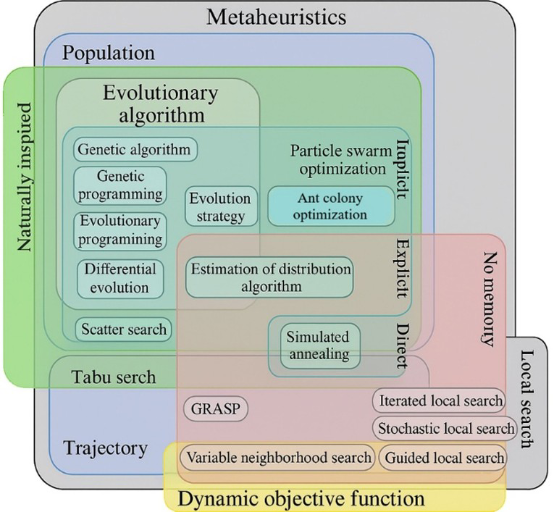 Metaheuristics
Population
Naturally inspired
Evolutionary
algorithm
Genetic algorithm
Genetic
programming
Evolutionary
programining
Differential
evolution
Evolution
strategy
Particle swarm
optimization
Implicit
Ant colony
optimization
Explicit
No memorty
Estimation of distribution
algorithm
Scatter search
Simulated
annealing
Direct
Local search
Tabu serch
GRASP
Iterated local search
Stochastic local search
Trajectory
Variable neighborhood search
Guided local search
Dynamic objective function